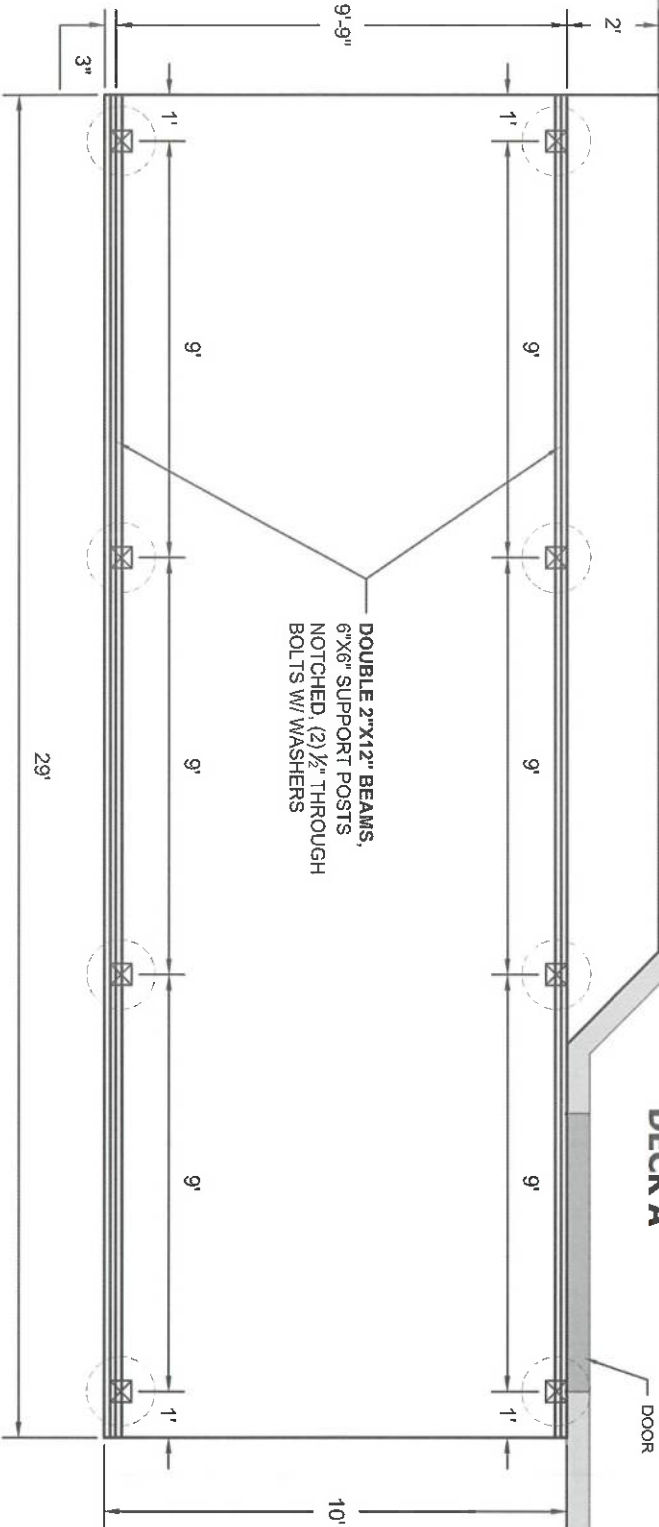 DECK A
DOOR
2'
9'-9"
3"
1'
9'
9'
9'
1'
1'
9'
9'
9'
1'
DOUBLE 2"X12" BEAMS,
6"X6" SUPPORT POSTS
NOTCHED, (2) ½" THROUGH
BOLTS W/ WASHERS
29'
10'